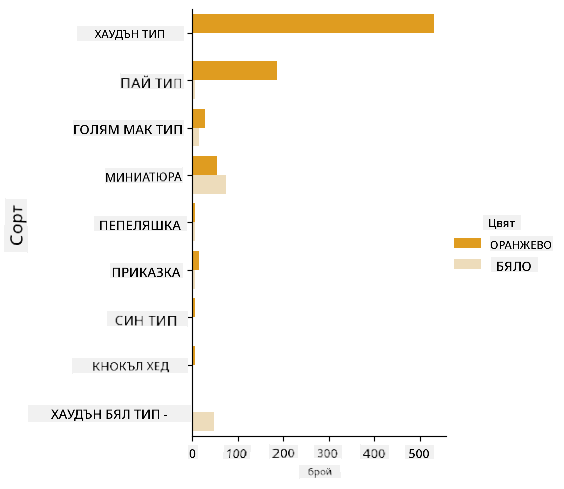 ХАУДЪН ТИП
ПАЙ ТИП
ГОЛЯМ МАК ТИП
МИНИАТЮРА
ПЕПЕЛЯШКА
ПРИКАЗКА
СИН ТИП
КНОКЪЛ ХЕД
ХАУДЪН БЯЛ ТИП -
Сорт
0 100 200 300 400 500
брой
Цвят
ОРАНЖЕВО
БЯЛО